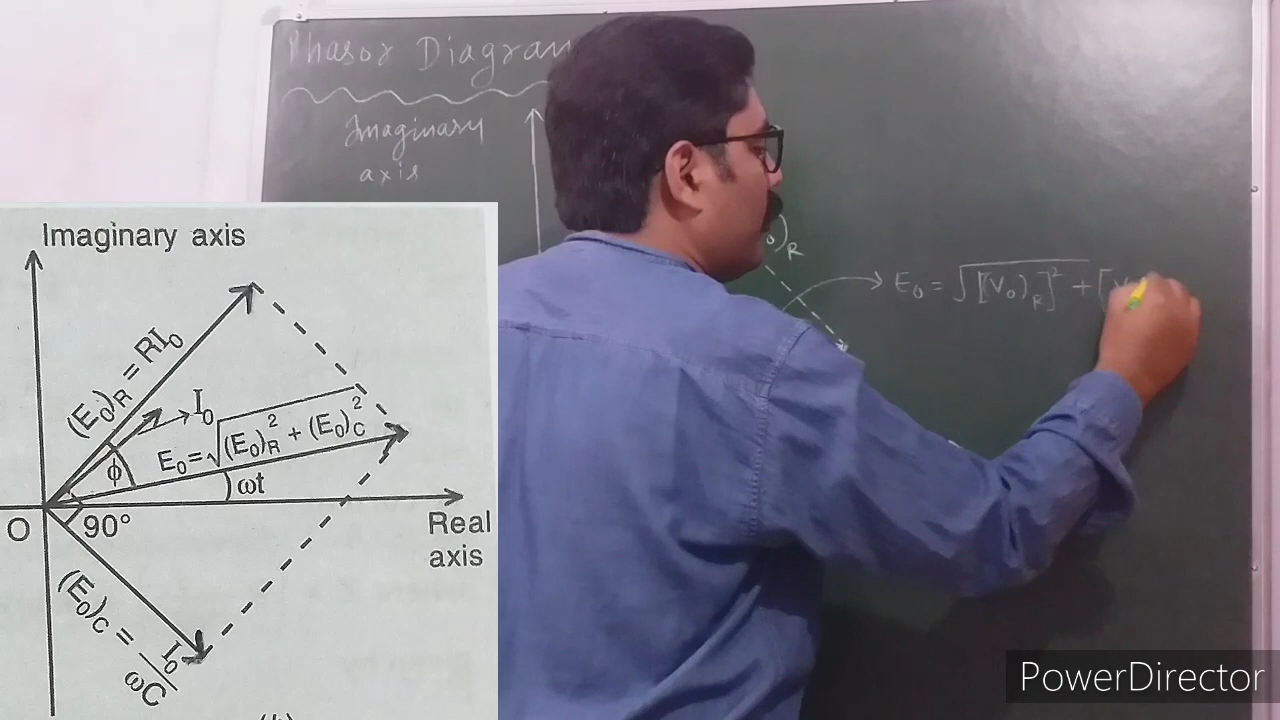 Phasor Diagram
Imaginary
axis
)R
E₀ = √[(V₀)R]² + [V
Imaginary axis
(E₀)R = RI₀
I₀
E₀ = √(E₀)R² + (E₀)C²
ϕ
ωt
O
90°
Real
axis
(E₀)C = I₀/ωC
PowerDirector